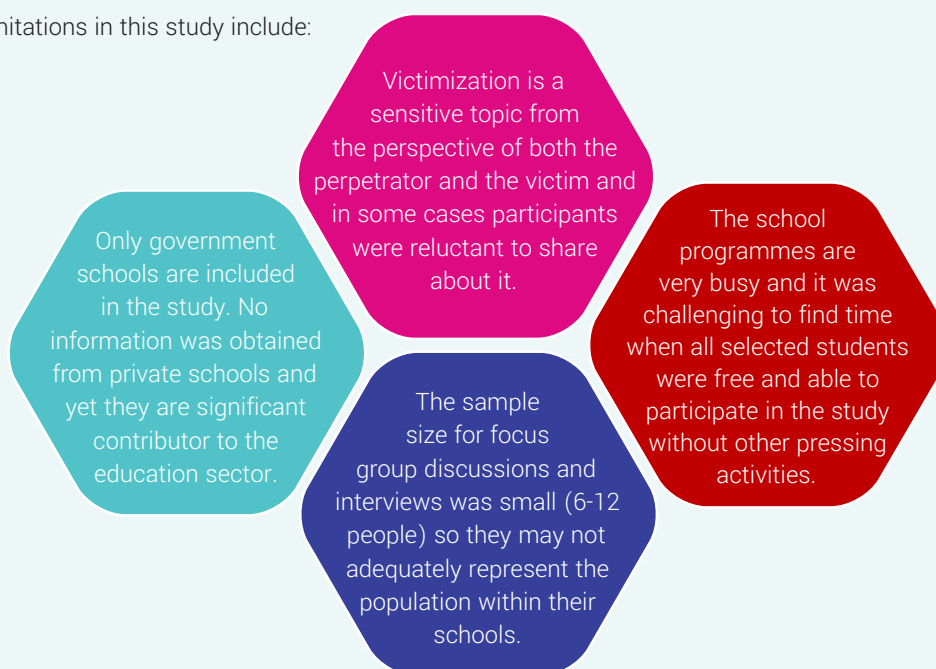 nitations in this study include:
Victimization is a
sensitive topic from
the perspective of both the
perpetrator and the victim and
in some cases participants
were reluctant to share
about it.
Only government
schools are included
in the study. No
information was obtained
from private schools and
yet they are significant
contributor to the
education sector.
The school
programmes are
very busy and it was
challenging to find time
when all selected students
were free and able to
participate in the study
without other pressing
activities.
The sample
size for focus
group discussions and
interviews was small (6-12
people) so they may not
adequately represent the
population within their
schools.